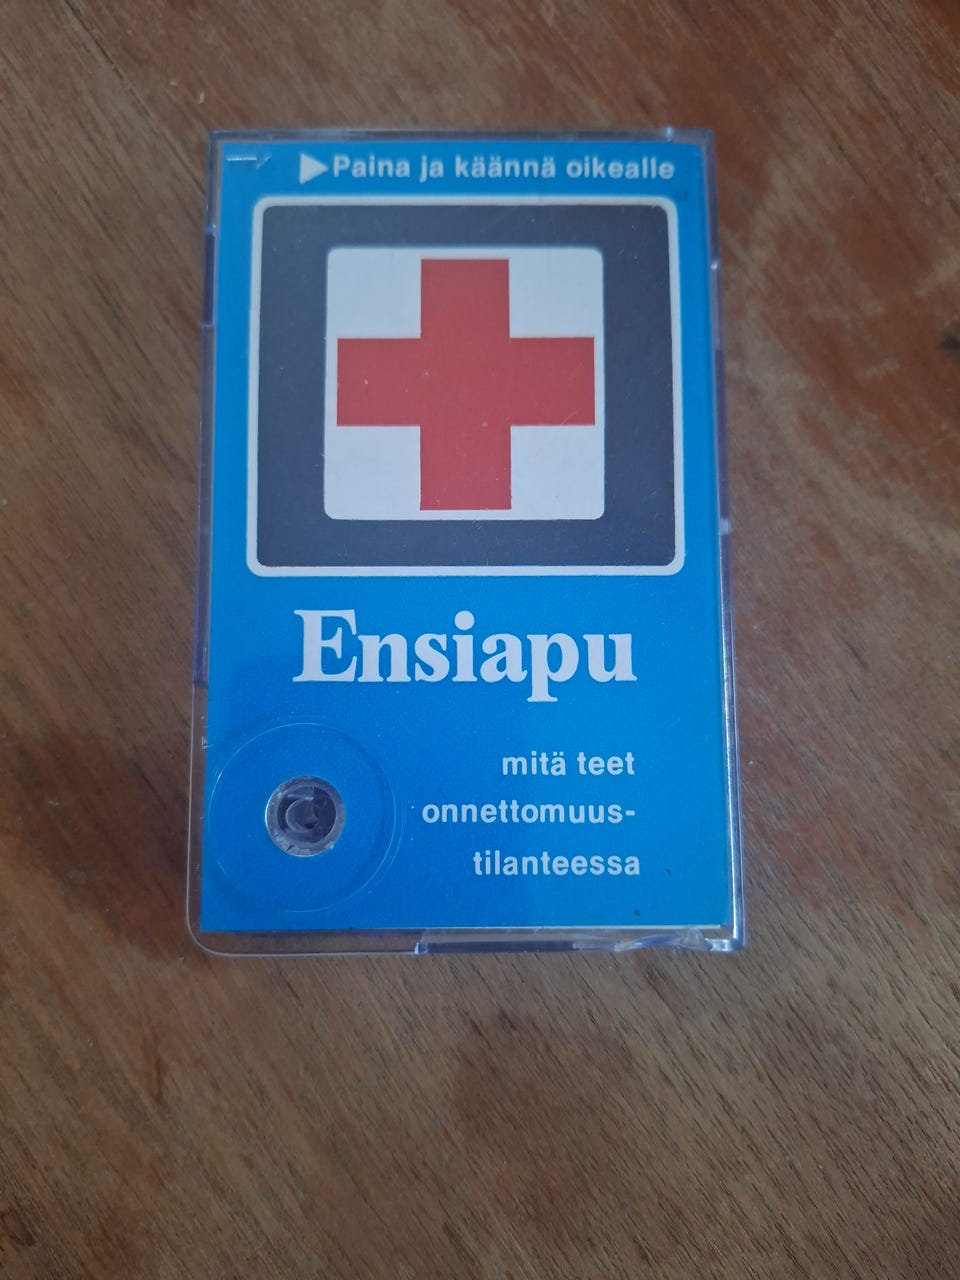 ▶Paina ja käännä oikealle
Ensiapu
mitä teet
onnettomuus-
tilanteessa